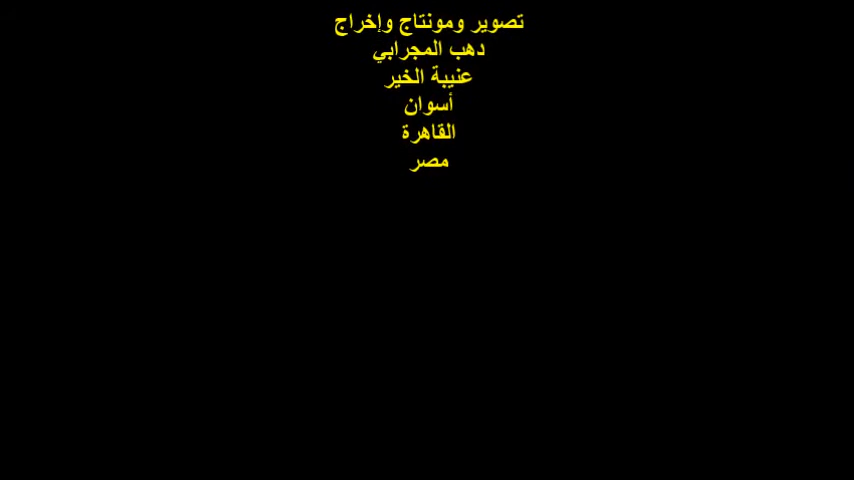 تصوير ومونتاج وإخراج
دهب المجرابي
عنيبة الخير
أسوان
القاهرة
مصر